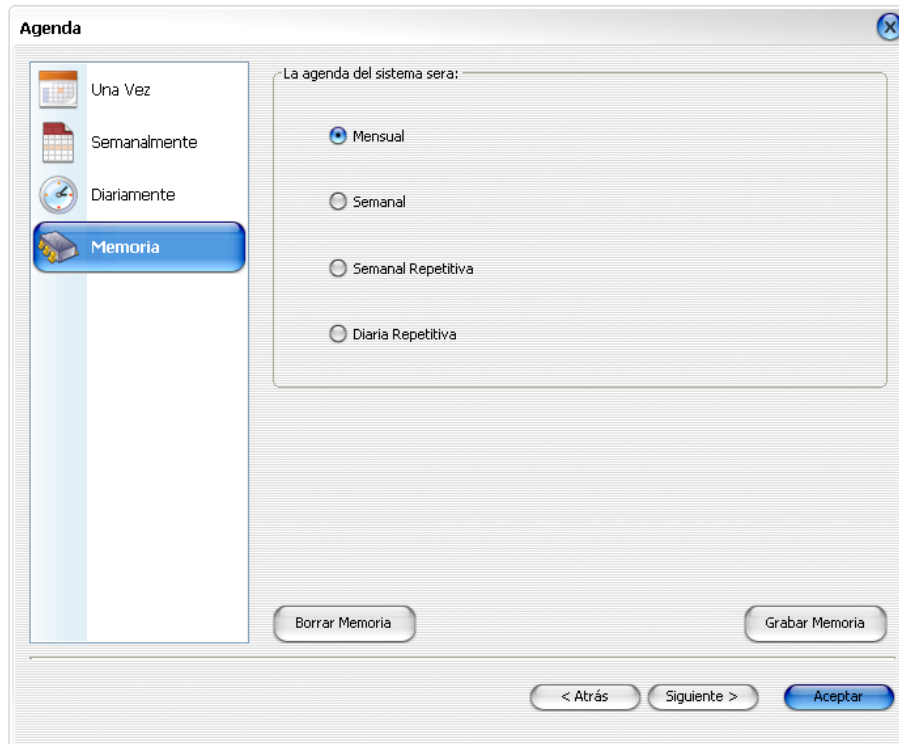 Agenda
Una Vez
Semanalmente
Diariamente
Memoria
La agenda del sistema sera:
Mensual
Semanal
Semanal Repetitiva
Diaria Repetitiva
Borrar Memoria
Grabar Memoria
< Atrás
Siguiente >
Aceptar